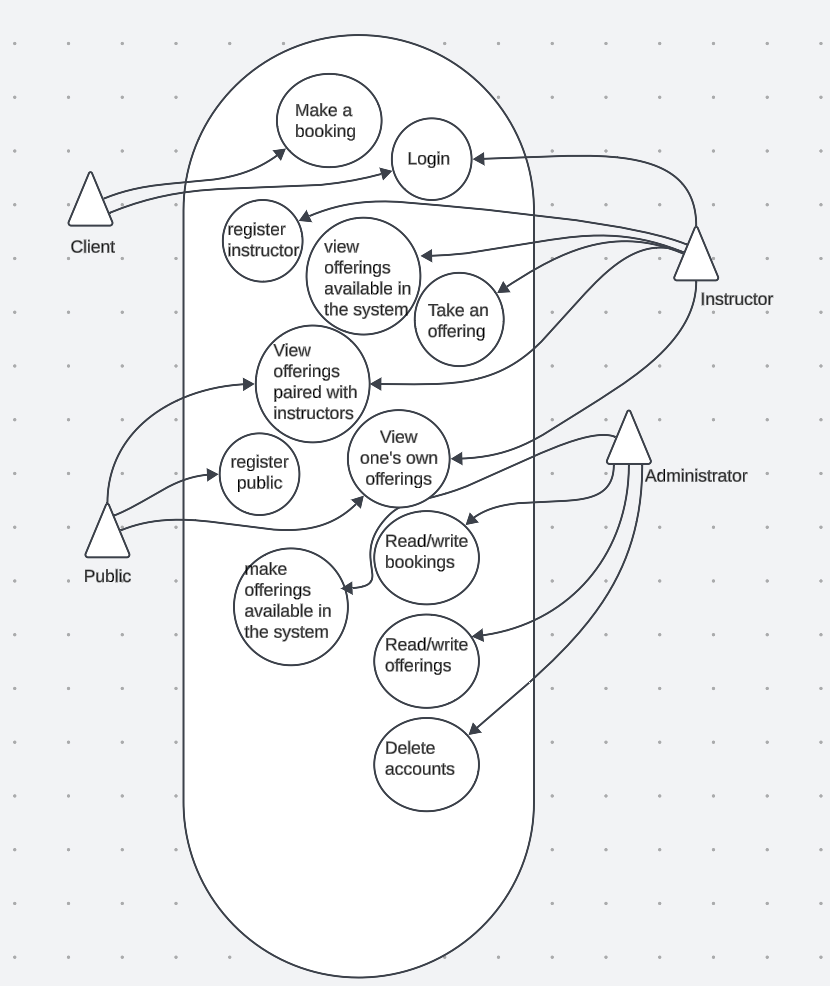 Make a
booking
Login
Client
register
instructor
view
offerings
available in
the system
Take an
offering
Instructor
View
offerings
paired with
instructors
View
one's own
offerings
register
public
Administrator
Public
Read/write
bookings
make
offerings
available in
the system
Read/write
offerings
Delete
accounts